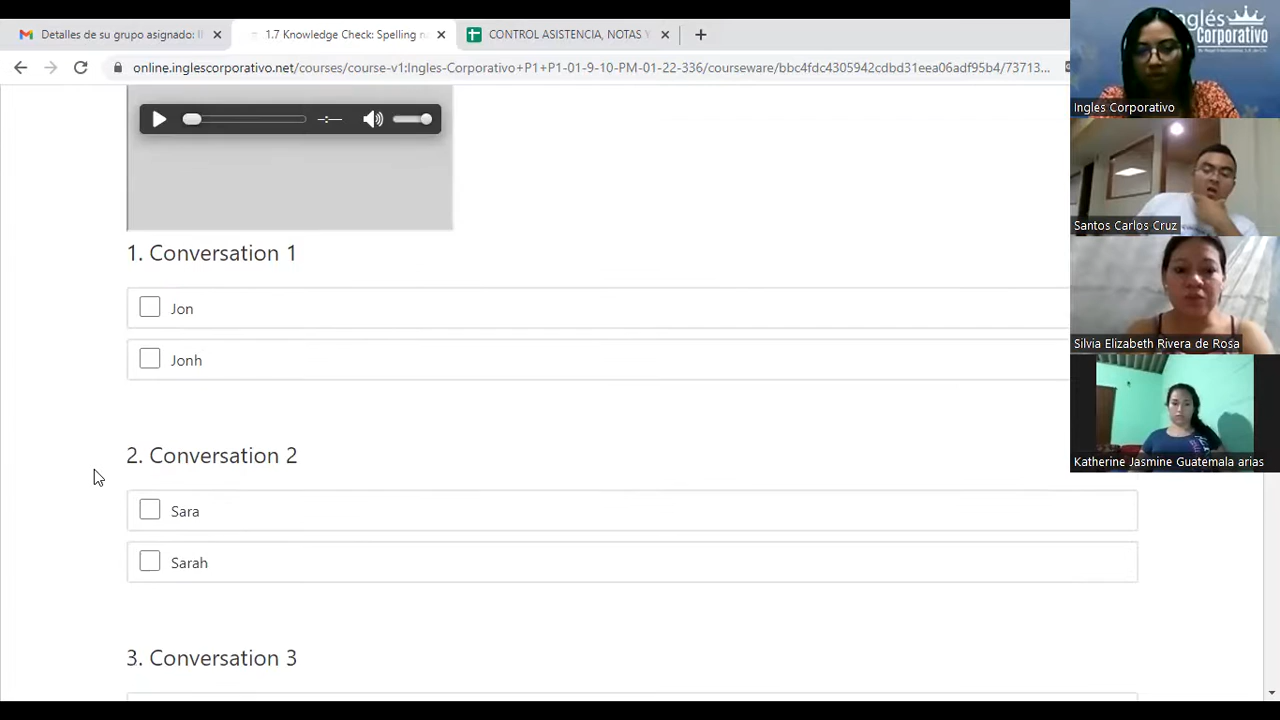 Detalles de su grupo asignado: I
1.7 Knowledge Check: Spelling n
CONTROL ASISTENCIA, NOTAS Y
online.inglescorporativo.net/courses/course-v1:Ingles-Corporativo+P+P1-01-9-10-PM-01-22-336/courseware/bbc4fdc4305942cdbd31eea06adf95b4/73713...
1. Conversation 1
Jon
Jonh
2. Conversation 2
Sara
Sarah
3. Conversation 3
Inglés
Corporativo
Ingles Corporativo
Santos Carlos Cruz
Silvia Elizabeth Rivera de Rosa
Katherine Jasmine Guatemala arias